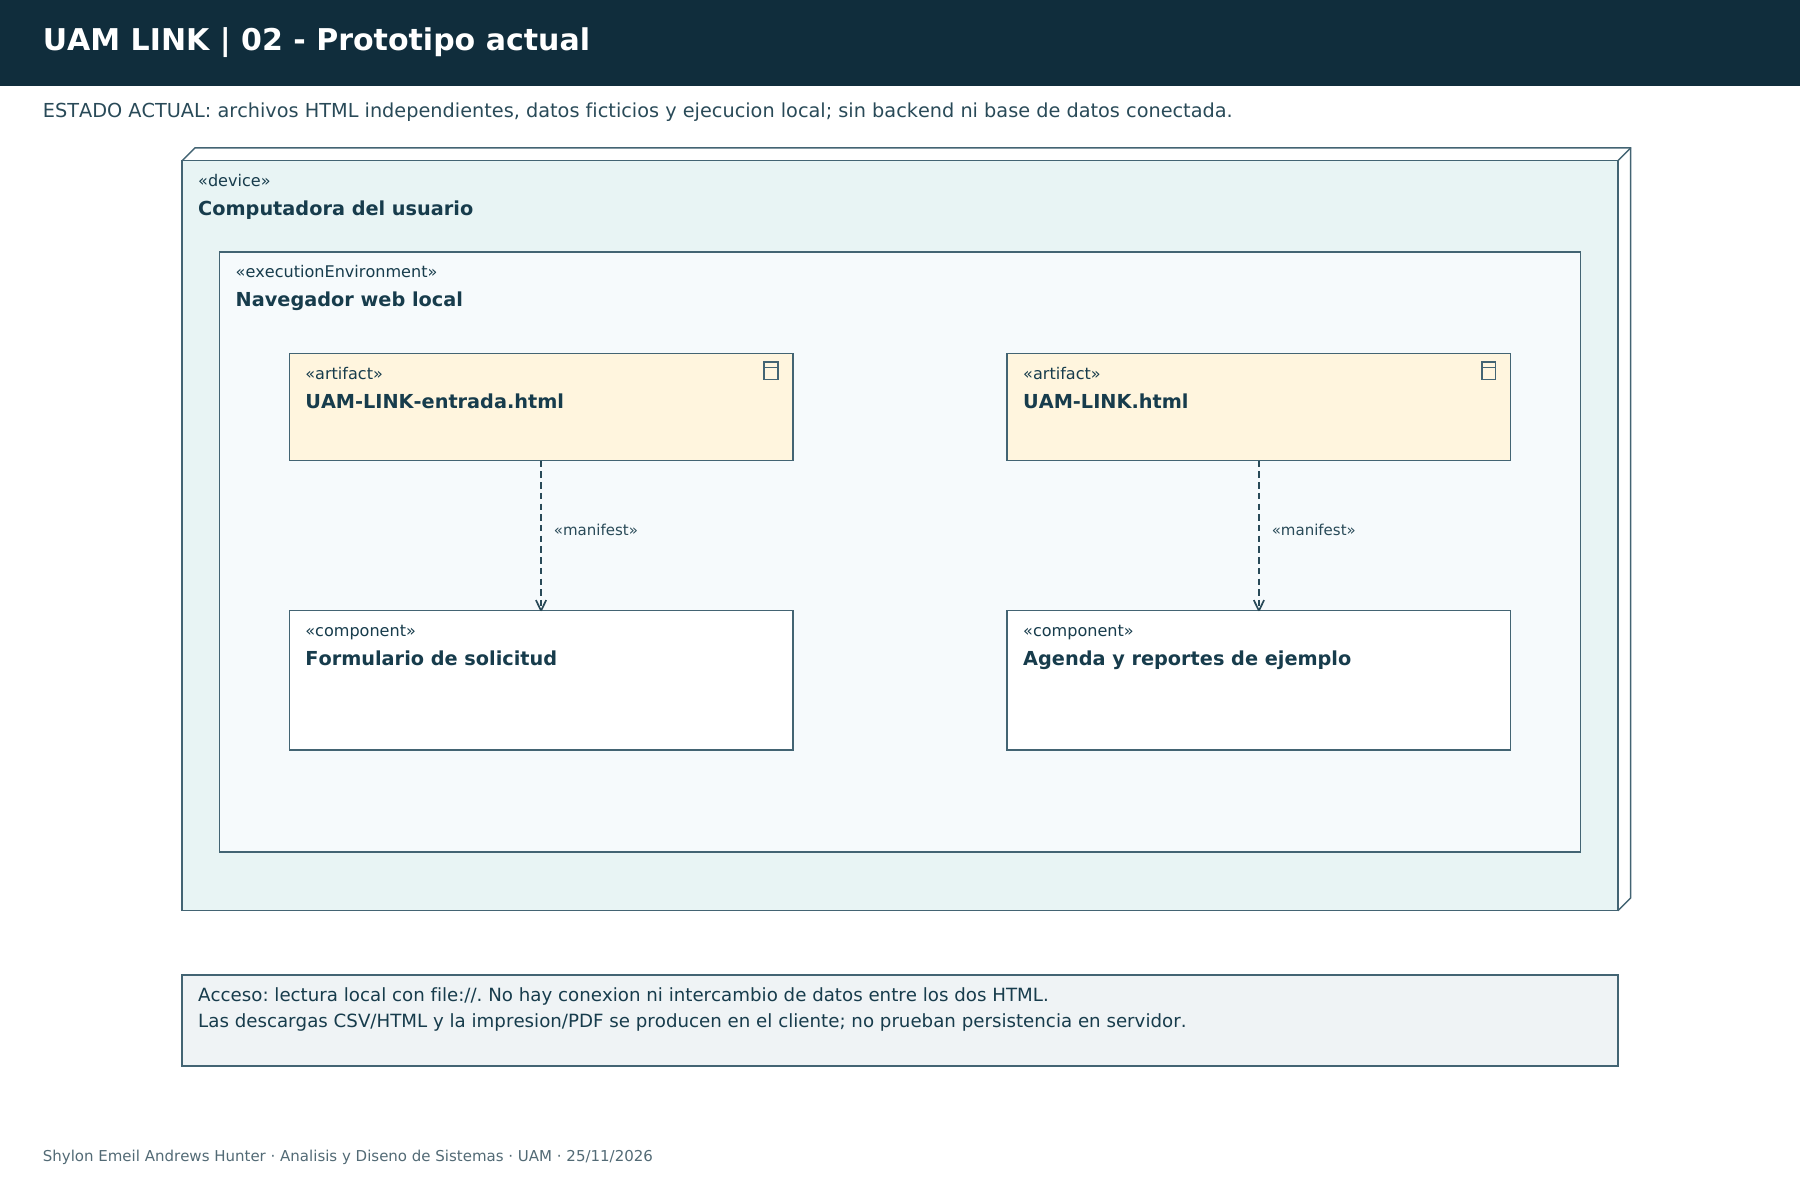 UAM LINK | 02 - Prototipo actual
ESTADO ACTUAL: archivos HTML independientes, datos ficticios y ejecucion local; sin backend ni base de datos conectada.
«device»
Computadora del usuario
«executionEnvironment»
Navegador web local
«artifact»
UAM-LINK-entrada.html
«artifact»
UAM-LINK.html
«manifest»
«manifest»
«component»
Formulario de solicitud
«component»
Agenda y reportes de ejemplo
Acceso: lectura local con file://. No hay conexion ni intercambio de datos entre los dos HTML.
Las descargas CSV/HTML y la impresion/PDF se producen en el cliente; no prueban persistencia en servidor.
Shylon Emeil Andrews Hunter · Analisis y Diseno de Sistemas · UAM · 25/11/2026